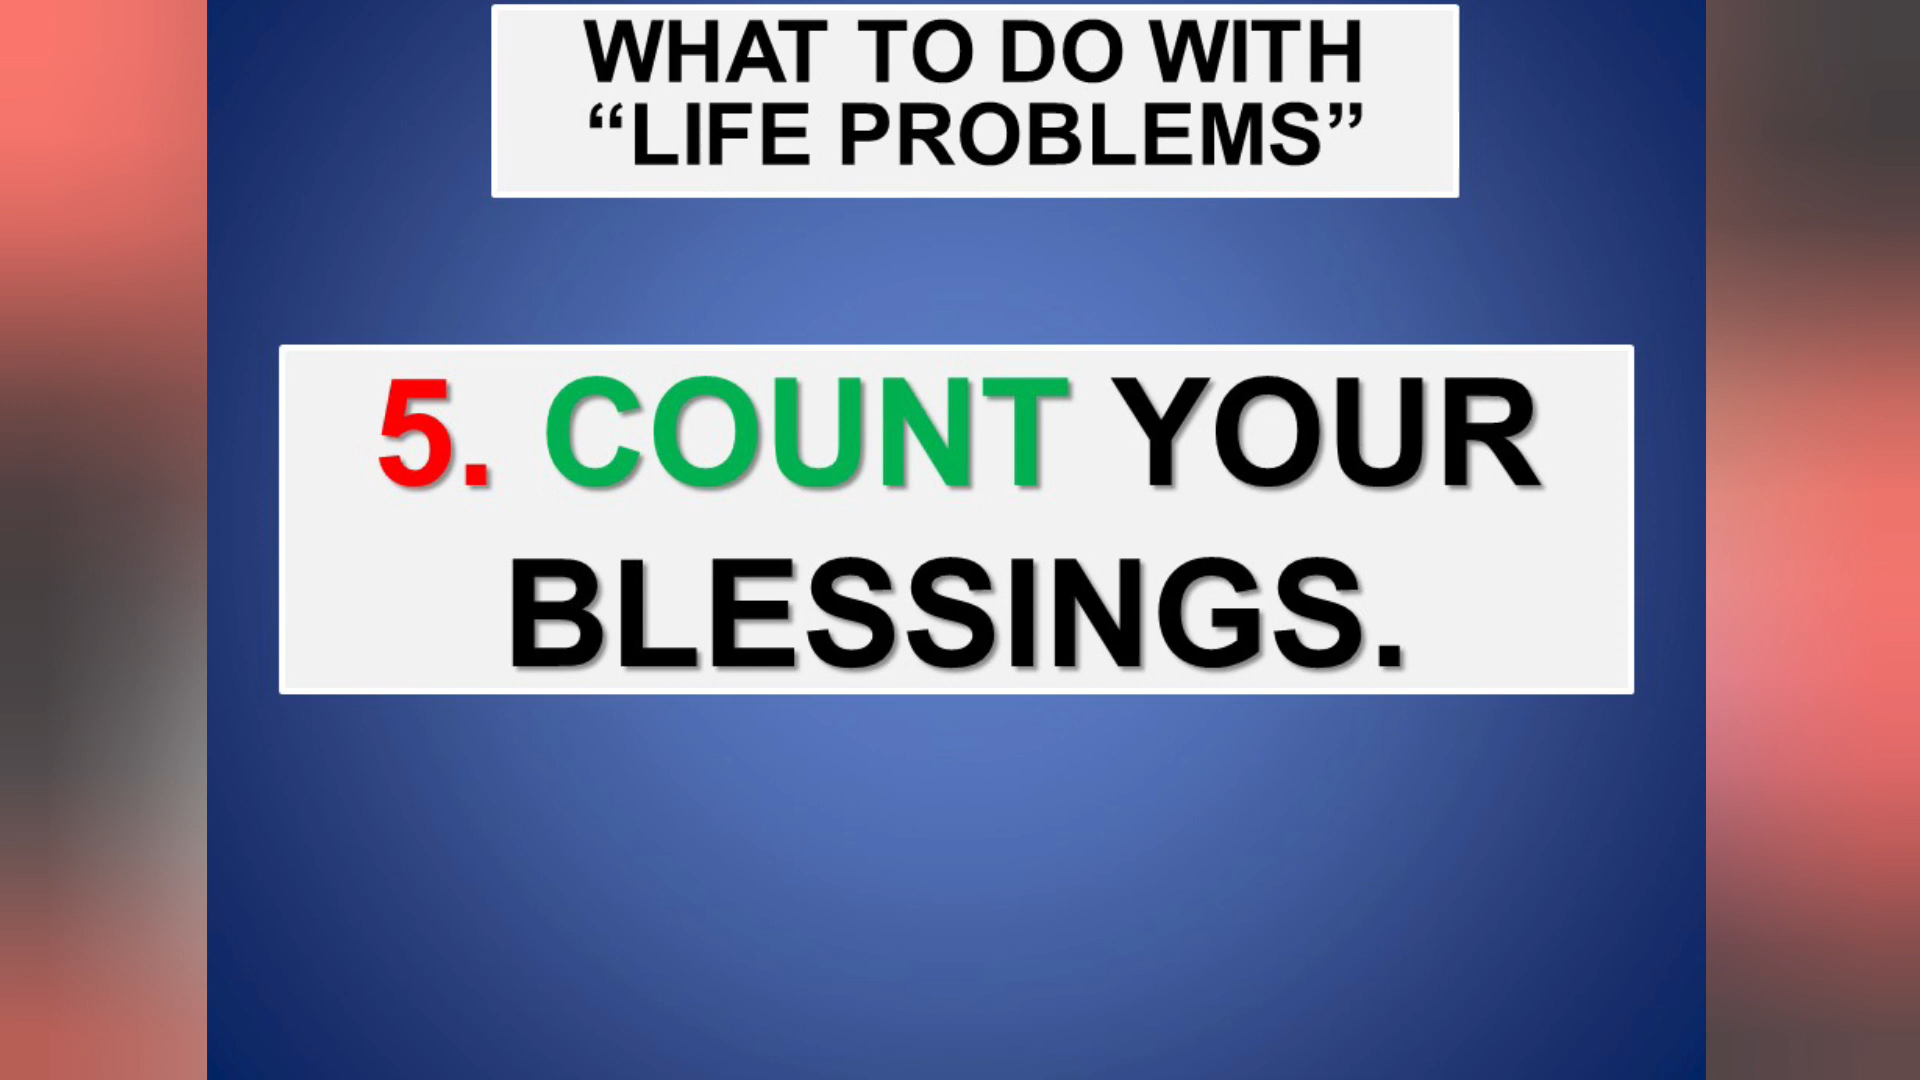 WHAT TO DO WITH
“LIFE PROBLEMS”
5. COUNT YOUR
BLESSINGS.